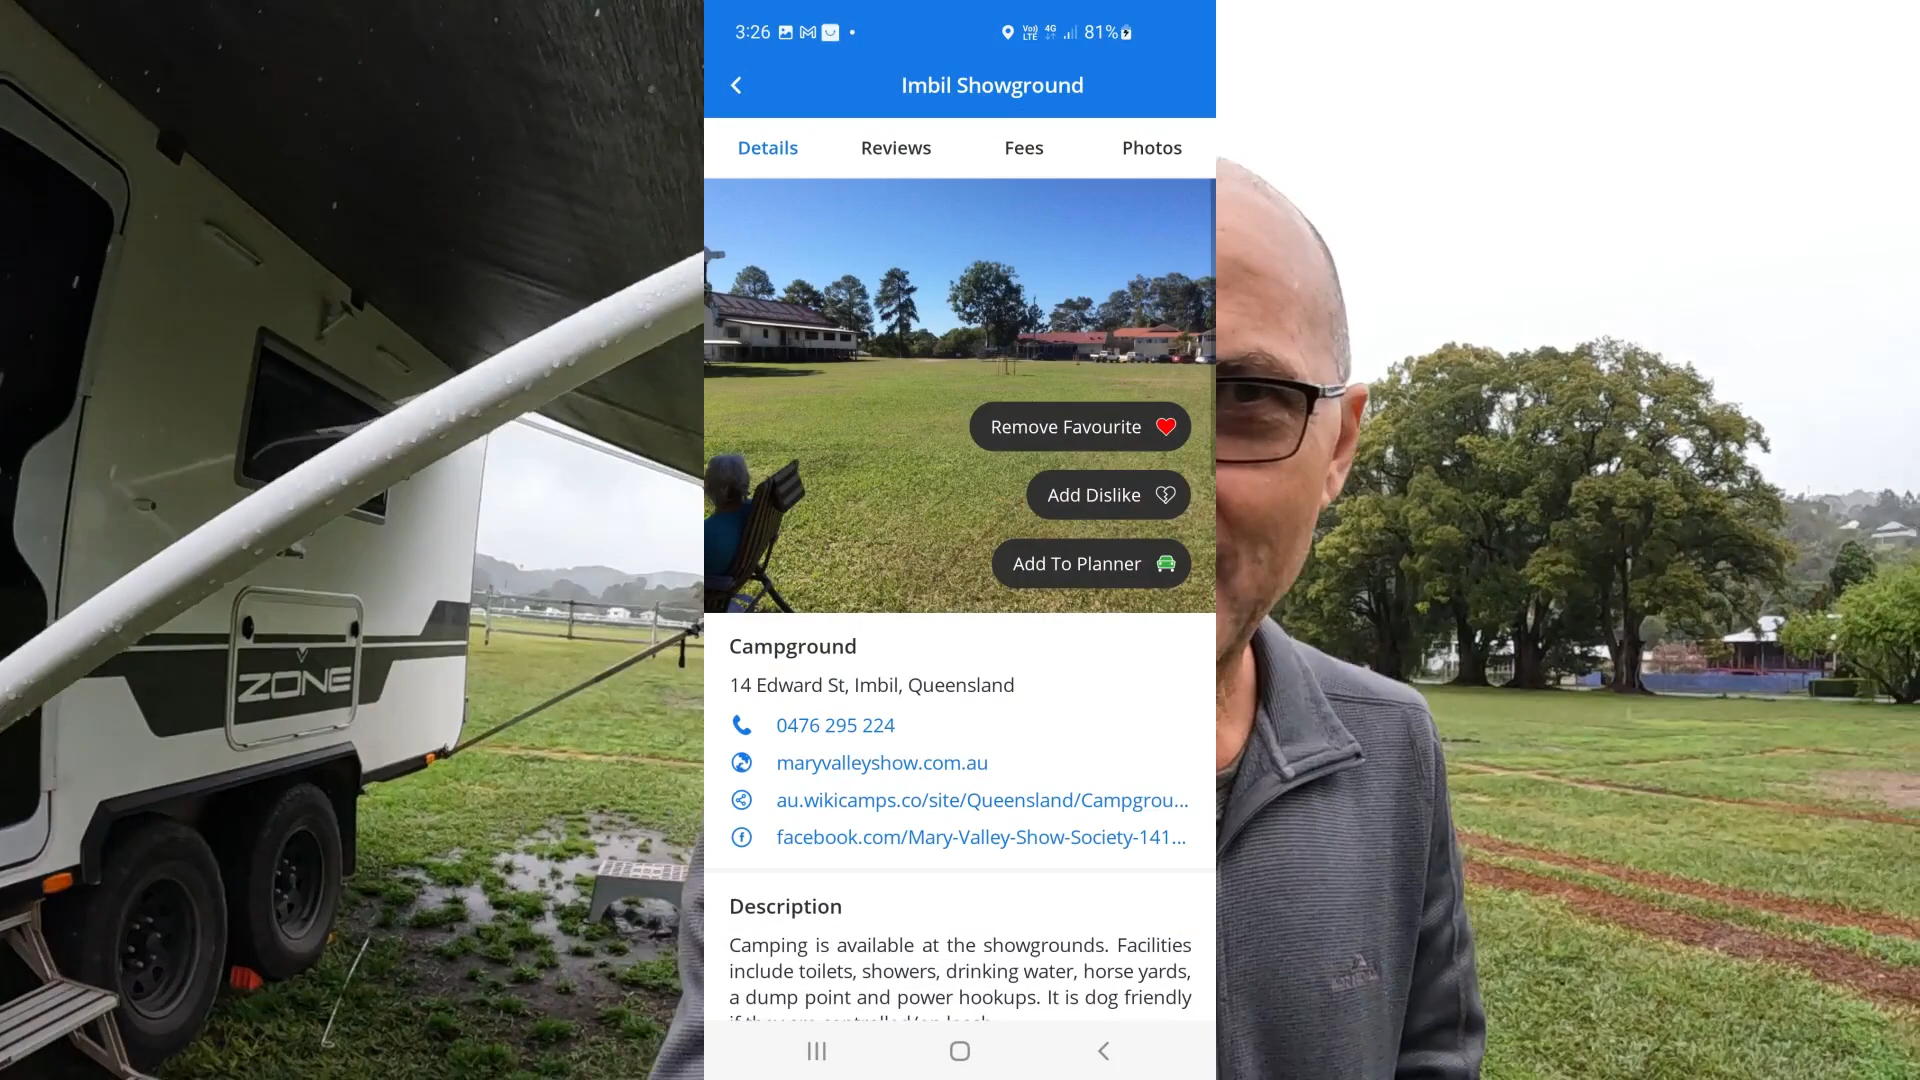 3:26
Vo) 4G
LTE
81%
Imbil Showground
Details Reviews Fees Photos
Remove Favourite
Add Dislike
Add To Planner
Campground
14 Edward St, Imbil, Queensland
0476 295 224
maryvalleyshow.com.au
au.wikicamps.co/site/Queensland/Campgrou...
facebook.com/Mary-Valley-Show-Society-141...
Description
Camping is available at the showgrounds. Facilities
include toilets, showers, drinking water, horse yards,
a dump point and power hookups. It is dog friendly
ZONE